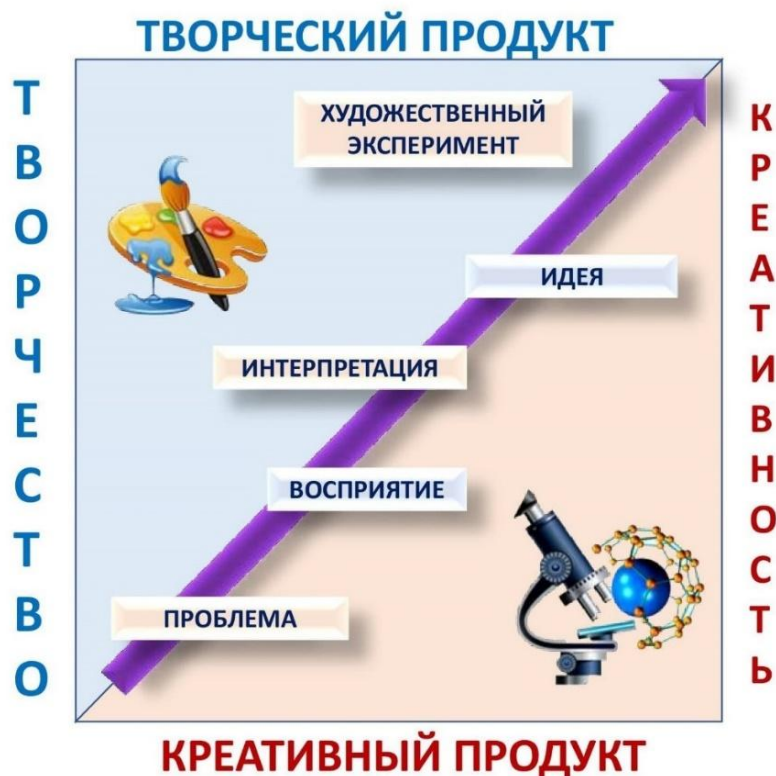 ТВОРЧЕСКИЙ ПРОДУКТ
ТВОРЧЕСТВО
ХУДОЖЕСТВЕННЫЙ
ЭКСПЕРИМЕНТ
ИДЕЯ
ИНТЕРПРЕТАЦИЯ
ВОСПРИЯТИЕ
ПРОБЛЕМА
КРЕАТИВНОСТЬ
КРЕАТИВНЫЙ ПРОДУКТ